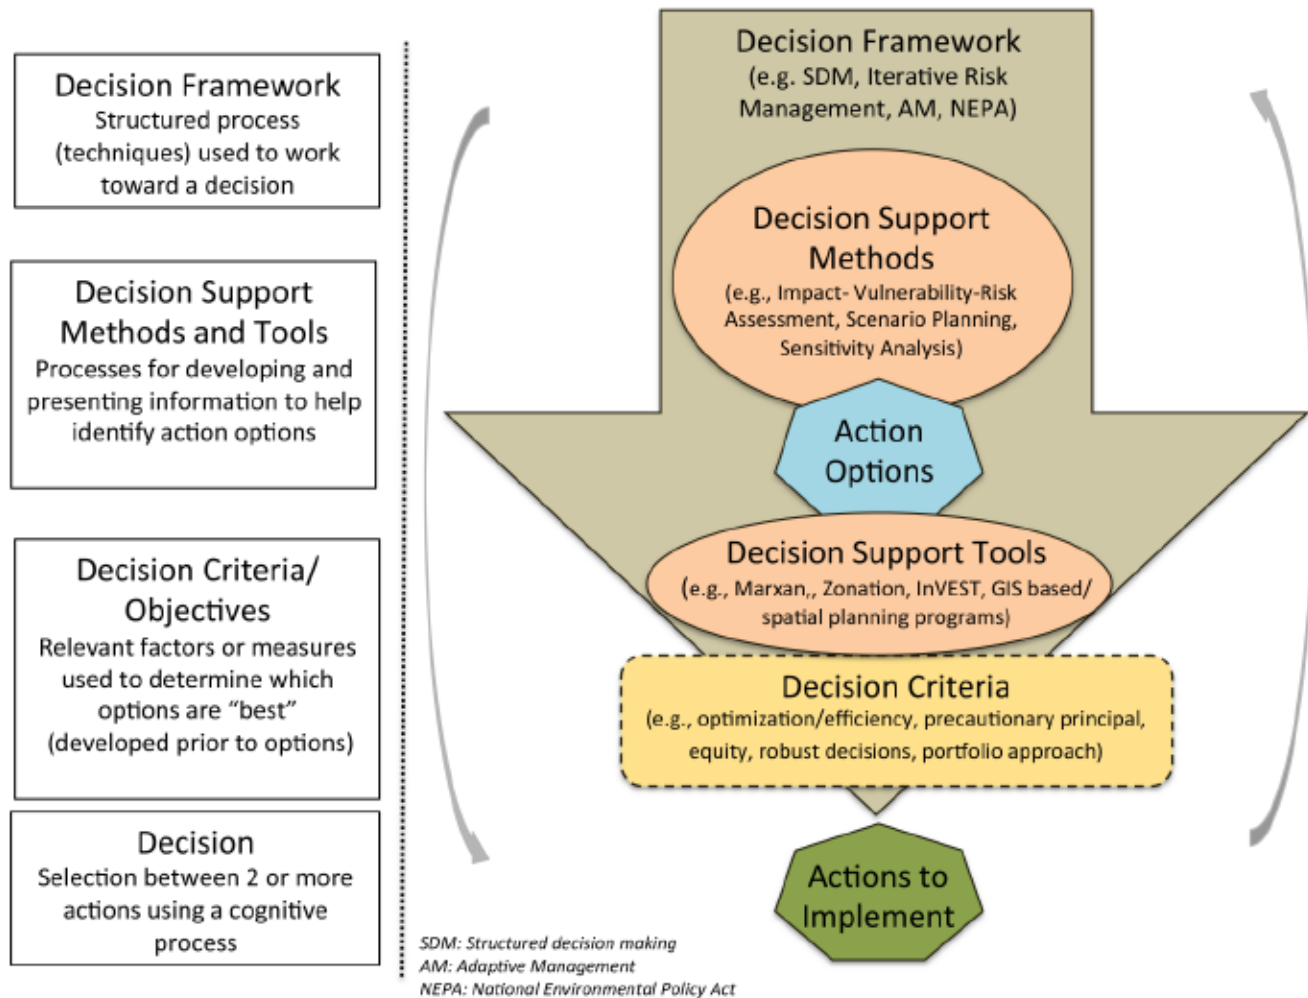 Decision Framework
Structured process
(techniques) used to work
toward a decision
Decision Support
Methods and Tools
Processes for developing and
presenting information to help
identify action options
Decision Criteria/
Objectives
Relevant factors or measures
used to determine which
options are “best”
(developed prior to options)
Decision
Selection between 2 or more
actions using a cognitive
process
Decision Framework
(e.g. SDM, Iterative Risk
Management, AM, NEPA)
Decision Support
Methods
(e.g., Impact- Vulnerability-Risk
Assessment, Scenario Planning,
Sensitivity Analysis)
Action
Options
Decision Support Tools
(e.g., Marxan,, Zonation, InVEST, GIS based/
spatial planning programs)
Decision Criteria
(e.g., optimization/efficiency, precautionary principal,
equity, robust decisions, portfolio approach)
Actions to
Implement
SDM: Structured decision making
AM: Adaptive Management
NEPA: National Environmental Policy Act